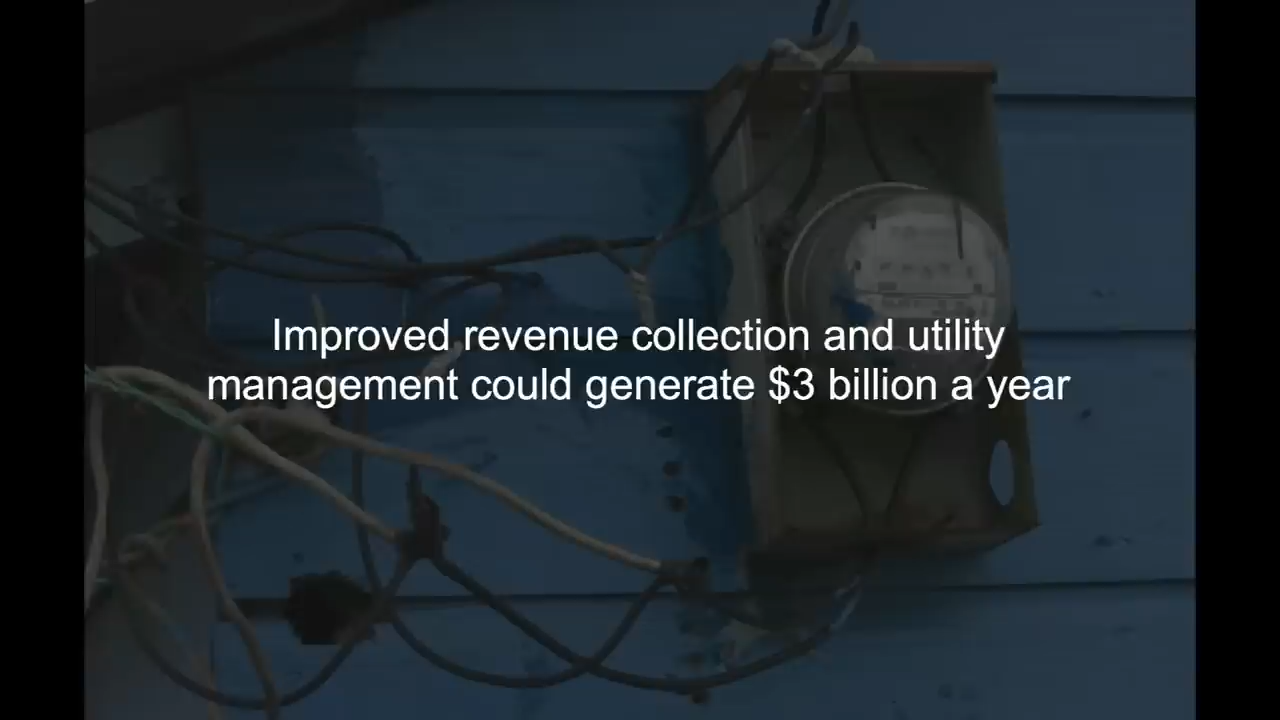 Improved revenue collection and utility
management could generate $3 billion a year